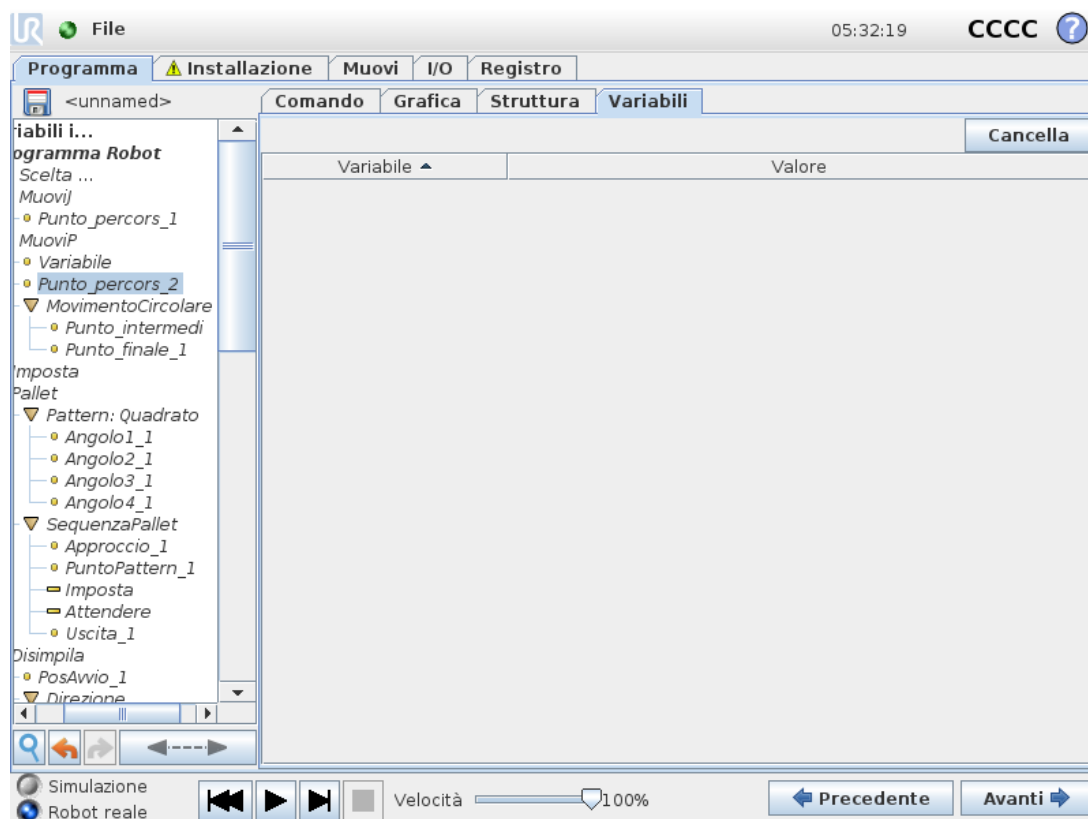 UR File 05:32:19 CCCC ?
Programma Installazione Muovi I/O Registro
<unnamed> Comando Grafica Struttura Variabili
riabili i...
Cancella
ogramma Robot
Variabile Valore
Scelta ...
MuoviJ
Punto_percors_1
MuoviP
Variabile
Punto_percors_2
MovimentoCircolare
Punto_intermedi
Punto_finale_1
Imposta
Pallet
Pattern: Quadrato
Angolo1_1
Angolo2_1
Angolo3_1
Angolo4_1
SequenzaPallet
Approccio_1
PuntoPattern_1
Imposta
Attendere
Uscita_1
Disimpila
PosAvvio_1
Direzione
Simulazione
Robot reale
Velocità 100% Precedente Avanti